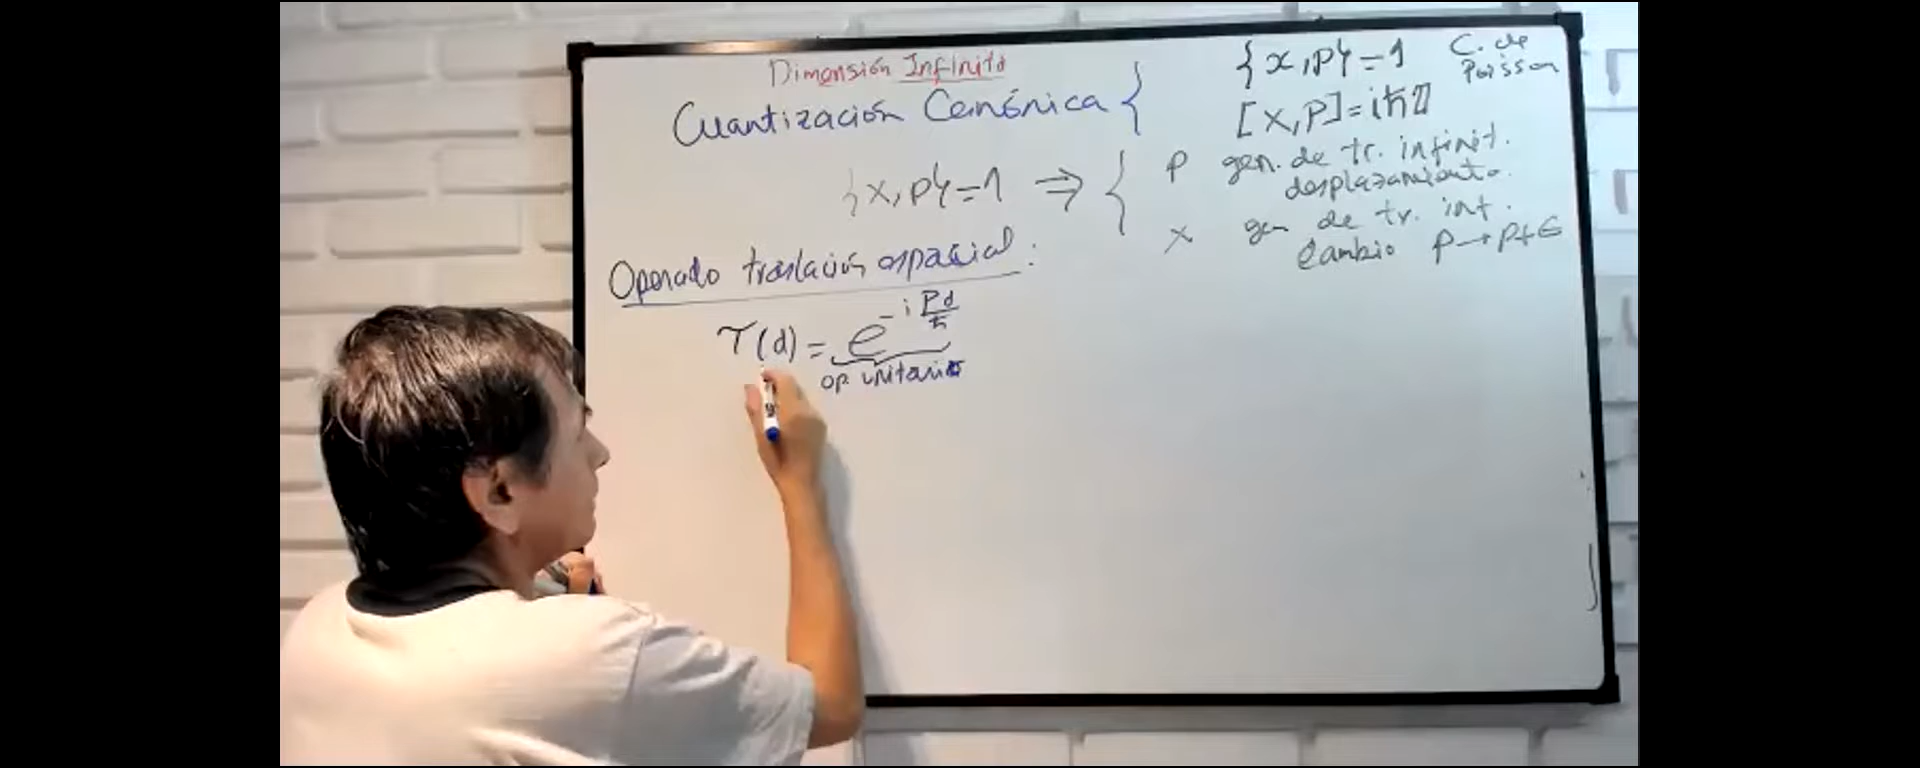 Dimensión Infinita
Cuantización Canónica {
{x,p}=1 C. de Poisson
[X,P]=iħ𝟙
{x,p}=1 ⇒ {
p gen. de tr. infinit.
desplazamiento.
x gen de tr. inf.
Cambio p→p+ϵ
Operado traslación espacial:
T(d) = e^{-i Pd/ħ}
op unitario